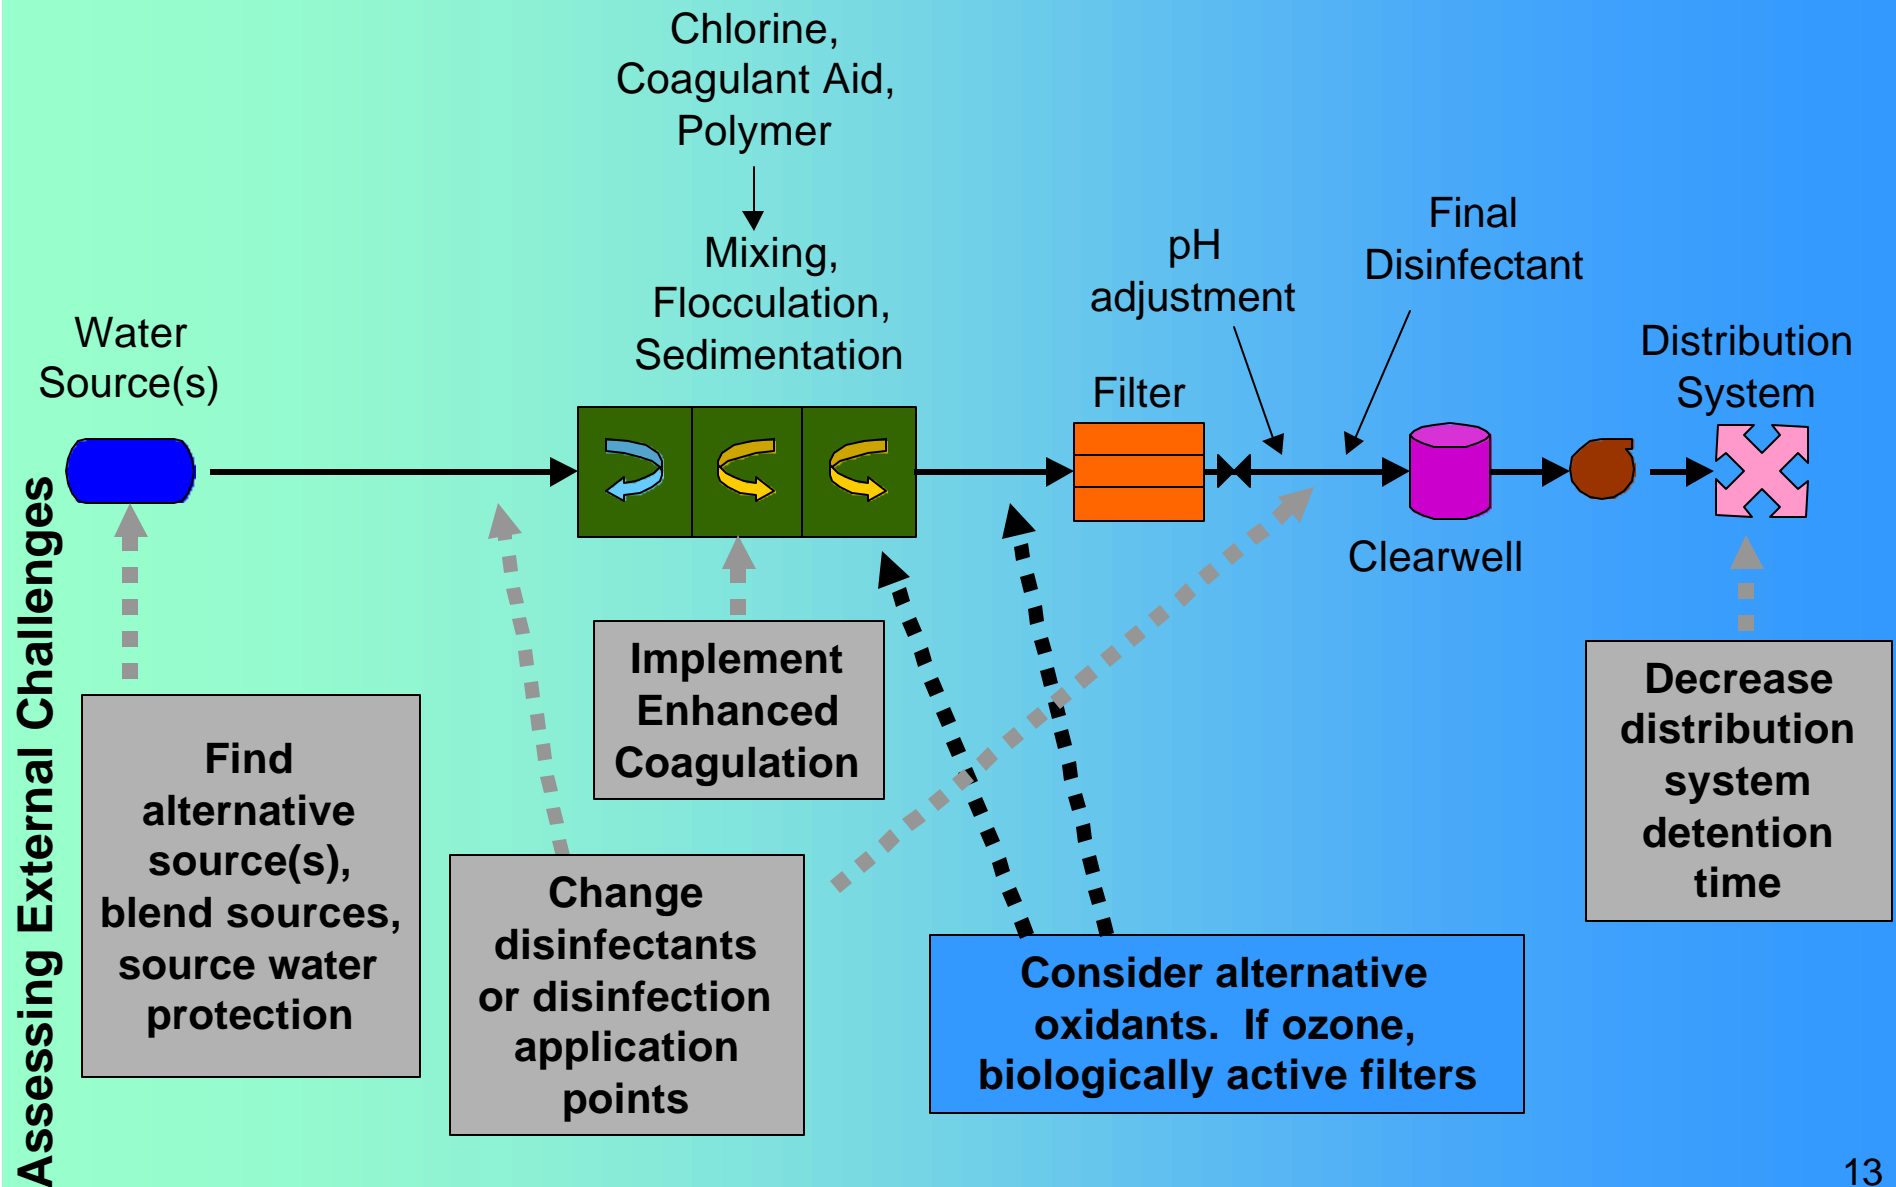 Assessing External Challenges
Chlorine,
Coagulant Aid,
Polymer
Mixing,
Flocculation,
Sedimentation
Water
Source(s)
Filter
pH
adjustment
Final
Disinfectant
Distribution
System
Clearwell
Find
alternative
source(s),
blend sources,
source water
protection
Change
disinfectants
or disinfection
application
points
Implement
Enhanced
Coagulation
Consider alternative
oxidants.  If ozone,
biologically active filters
Decrease
distribution
system
detention
time
13